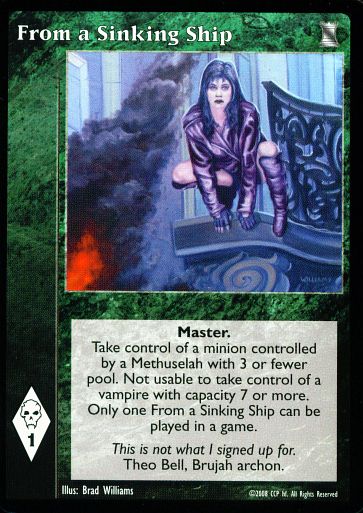 From a Sinking Ship
WILLIAMS
Master.
Take control of a minion controlled
by a Methuselah with 3 or fewer
pool. Not usable to take control of a
vampire with capacity 7 or more.
Only one From a Sinking Ship can be
played in a game.
This is not what I signed up for.
Theo Bell, Brujah archon.
1
Illus: Brad Williams
©2008 CCP hf. All Rights Reserved